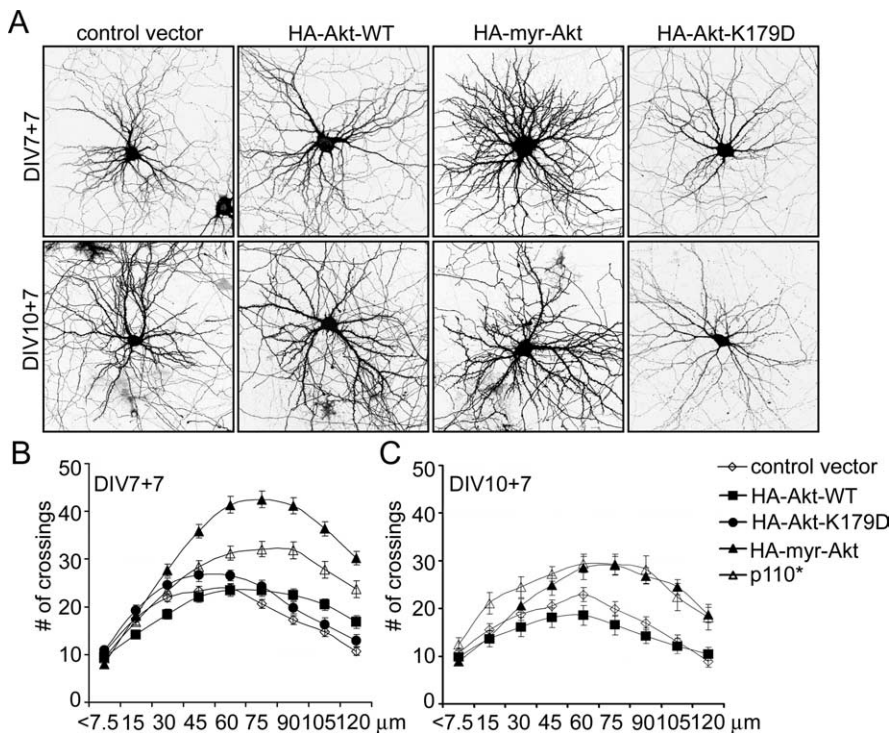 A
control vector HA-Akt-WT HA-myr-Akt HA-Akt-K179D
DIV7+7
DIV10+7
B
50
40
30
20
10
0
# of crossings
DIV7+7
<7.5 15 30 45 60 75 90 105 120 µm
C
50
40
30
20
10
0
# of crossings
DIV10+7
<7.5 15 30 45 60 75 90 105 120 µm
control vector
HA-Akt-WT
HA-Akt-K179D
HA-myr-Akt
p110*